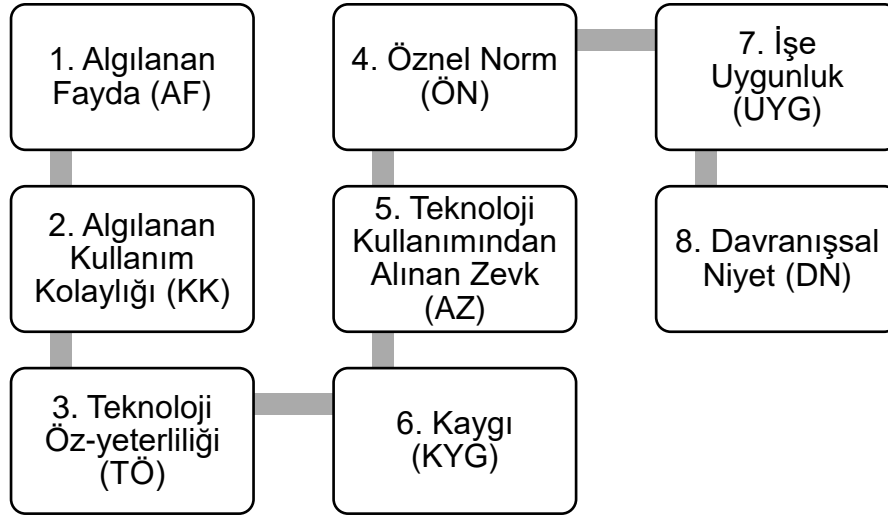 1. Algılanan
Fayda (AF)
2. Algılanan
Kullanım
Kolaylığı (KK)
3. Teknoloji
Öz-yeterliliği
(TÖ)
4. Öznel Norm
(ÖN)
5. Teknoloji
Kullanımından
Alınan Zevk
(AZ)
6. Kaygı
(KYG)
7. İşe
Uygunluk
(UYG)
8. Davranışsal
Niyet (DN)